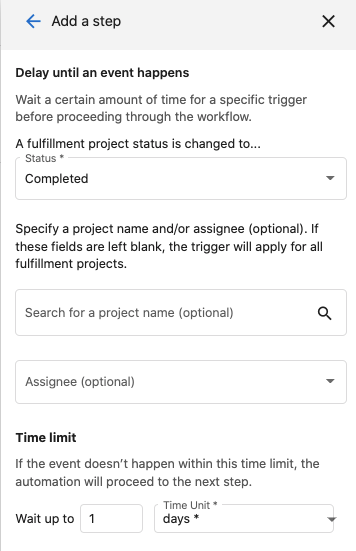 Add a step
Delay until an event happens
Wait a certain amount of time for a specific trigger
before proceeding through the workflow.
A fulfillment project status is changed to...
Status *
Completed
Specify a project name and/or assignee (optional). If
these fields are left blank, the trigger will apply for all
fulfillment projects.
Search for a project name (optional)
Assignee (optional)
Time limit
If the event doesn't happen within this time limit, the
automation will proceed to the next step.
Time Unit *
Wait up to 1 days *